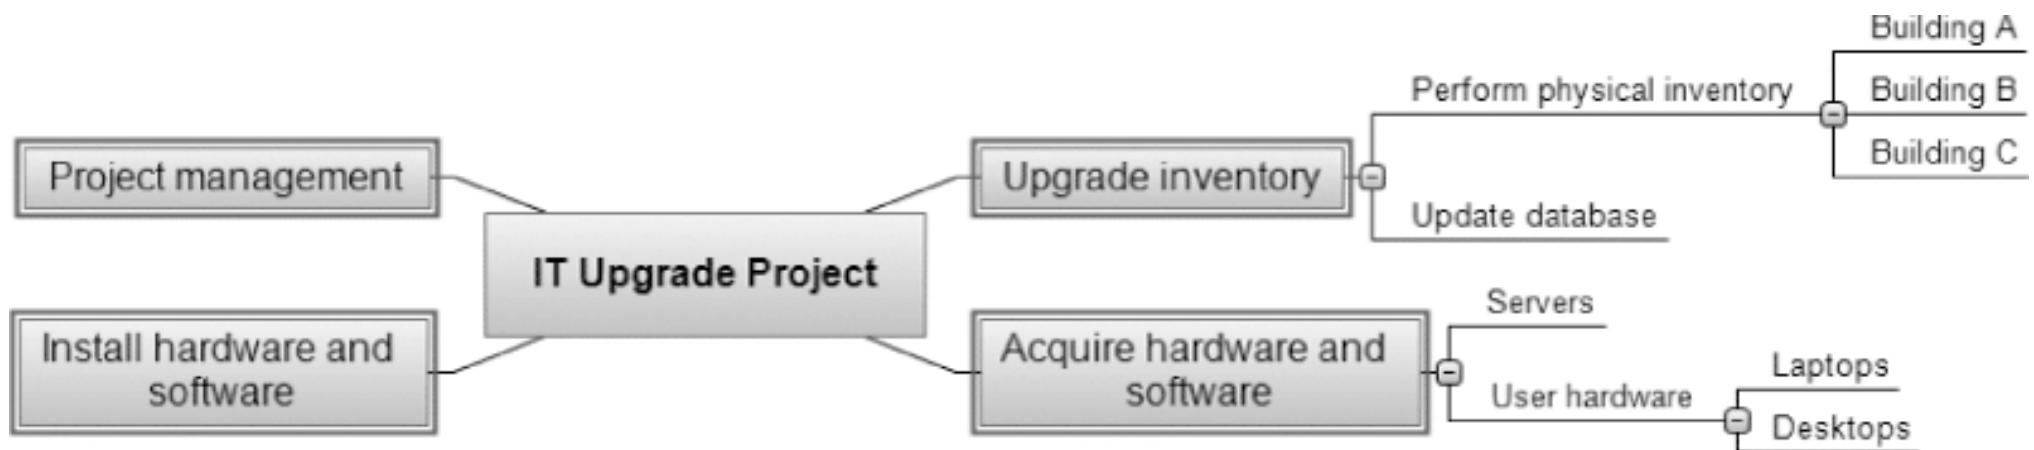 Building A
Perform physical inventory
Building B
Building C
Project management
Upgrade inventory
Update database
IT Upgrade Project
Servers
Install hardware and
software
Acquire hardware and
software
Laptops
User hardware
Desktops